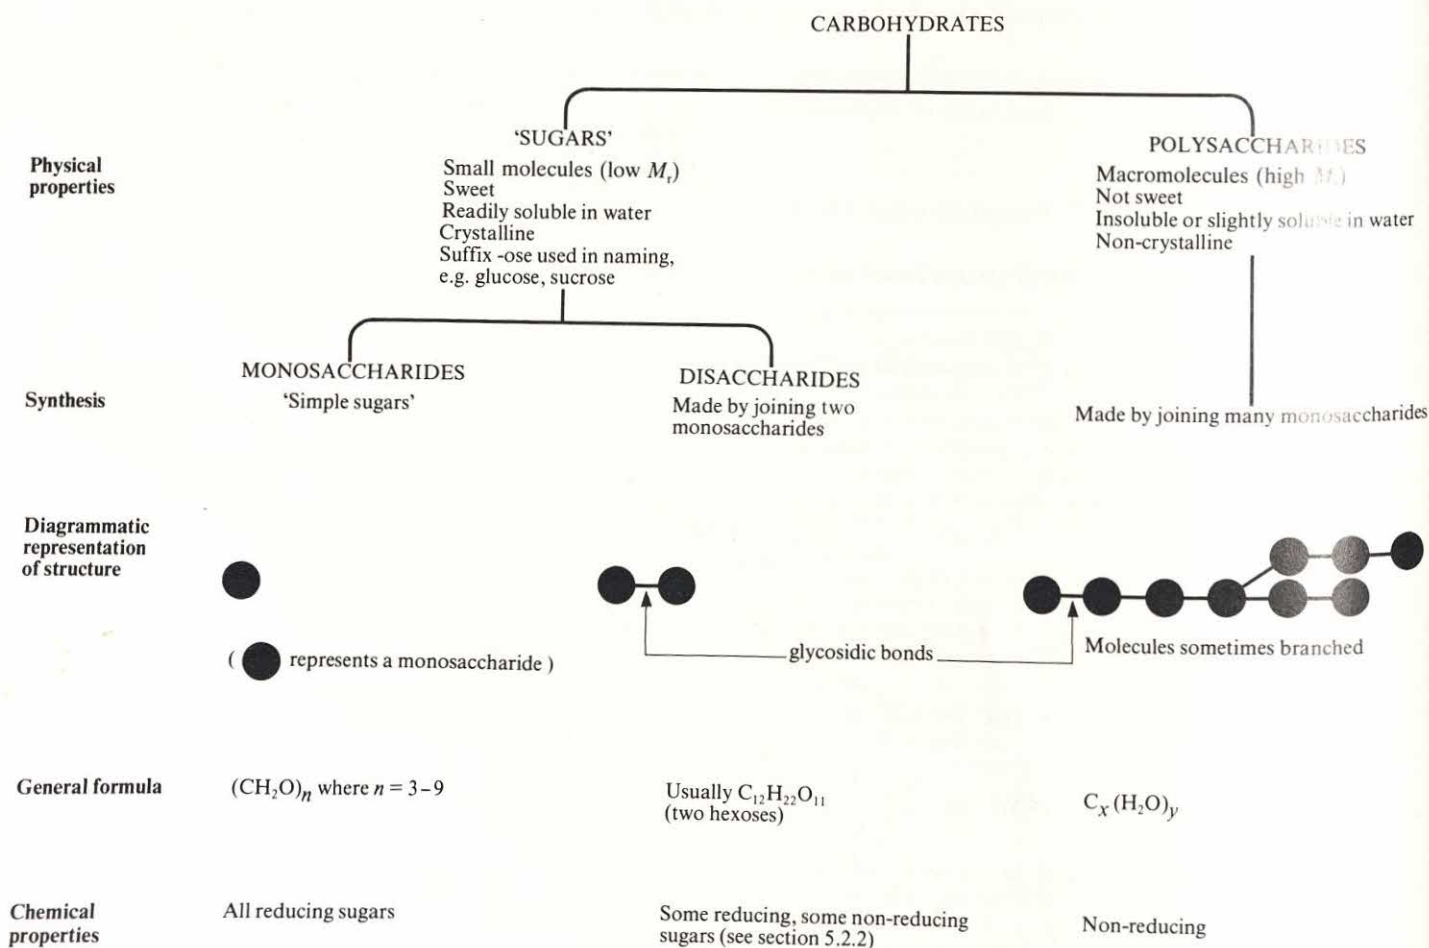 CARBOHYDRATES
'SUGARS'
POLYSACCHARIDES
Physical
properties
Small molecules (low Mᵣ)
Sweet
Readily soluble in water
Crystalline
Suffix -ose used in naming,
e.g. glucose, sucrose
Macromolecules (high Mᵣ)
Not sweet
Insoluble or slightly soluble in water
Non-crystalline
MONOSACCHARIDES
DISACCHARIDES
Synthesis
'Simple sugars'
Made by joining two
monosaccharides
Made by joining many monosaccharides
Diagrammatic
representation
of structure
( represents a monosaccharide )
glycosidic bonds
Molecules sometimes branched
General formula
(CH₂O)ₙ where n = 3–9
Usually C₁₂H₂₂O₁₁
(two hexoses)
Cₓ(H₂O)y
Chemical
properties
All reducing sugars
Some reducing, some non-reducing
sugars (see section 5.2.2)
Non-reducing